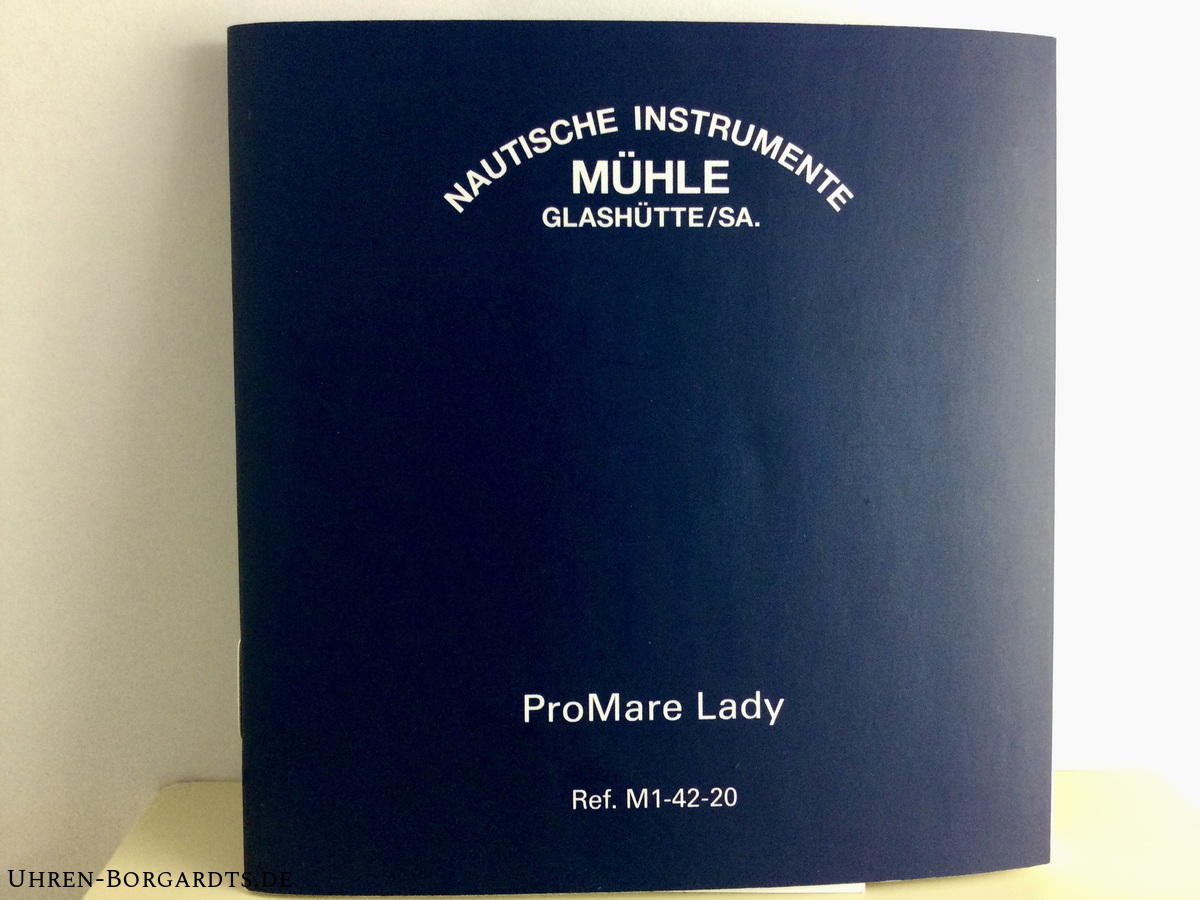 NAUTISCHE INSTRUMENTE
MÜHLE
GLASHÜTTE/SA.
ProMare Lady
Ref. M1-42-20
UHREN-BORGARDTS.DE